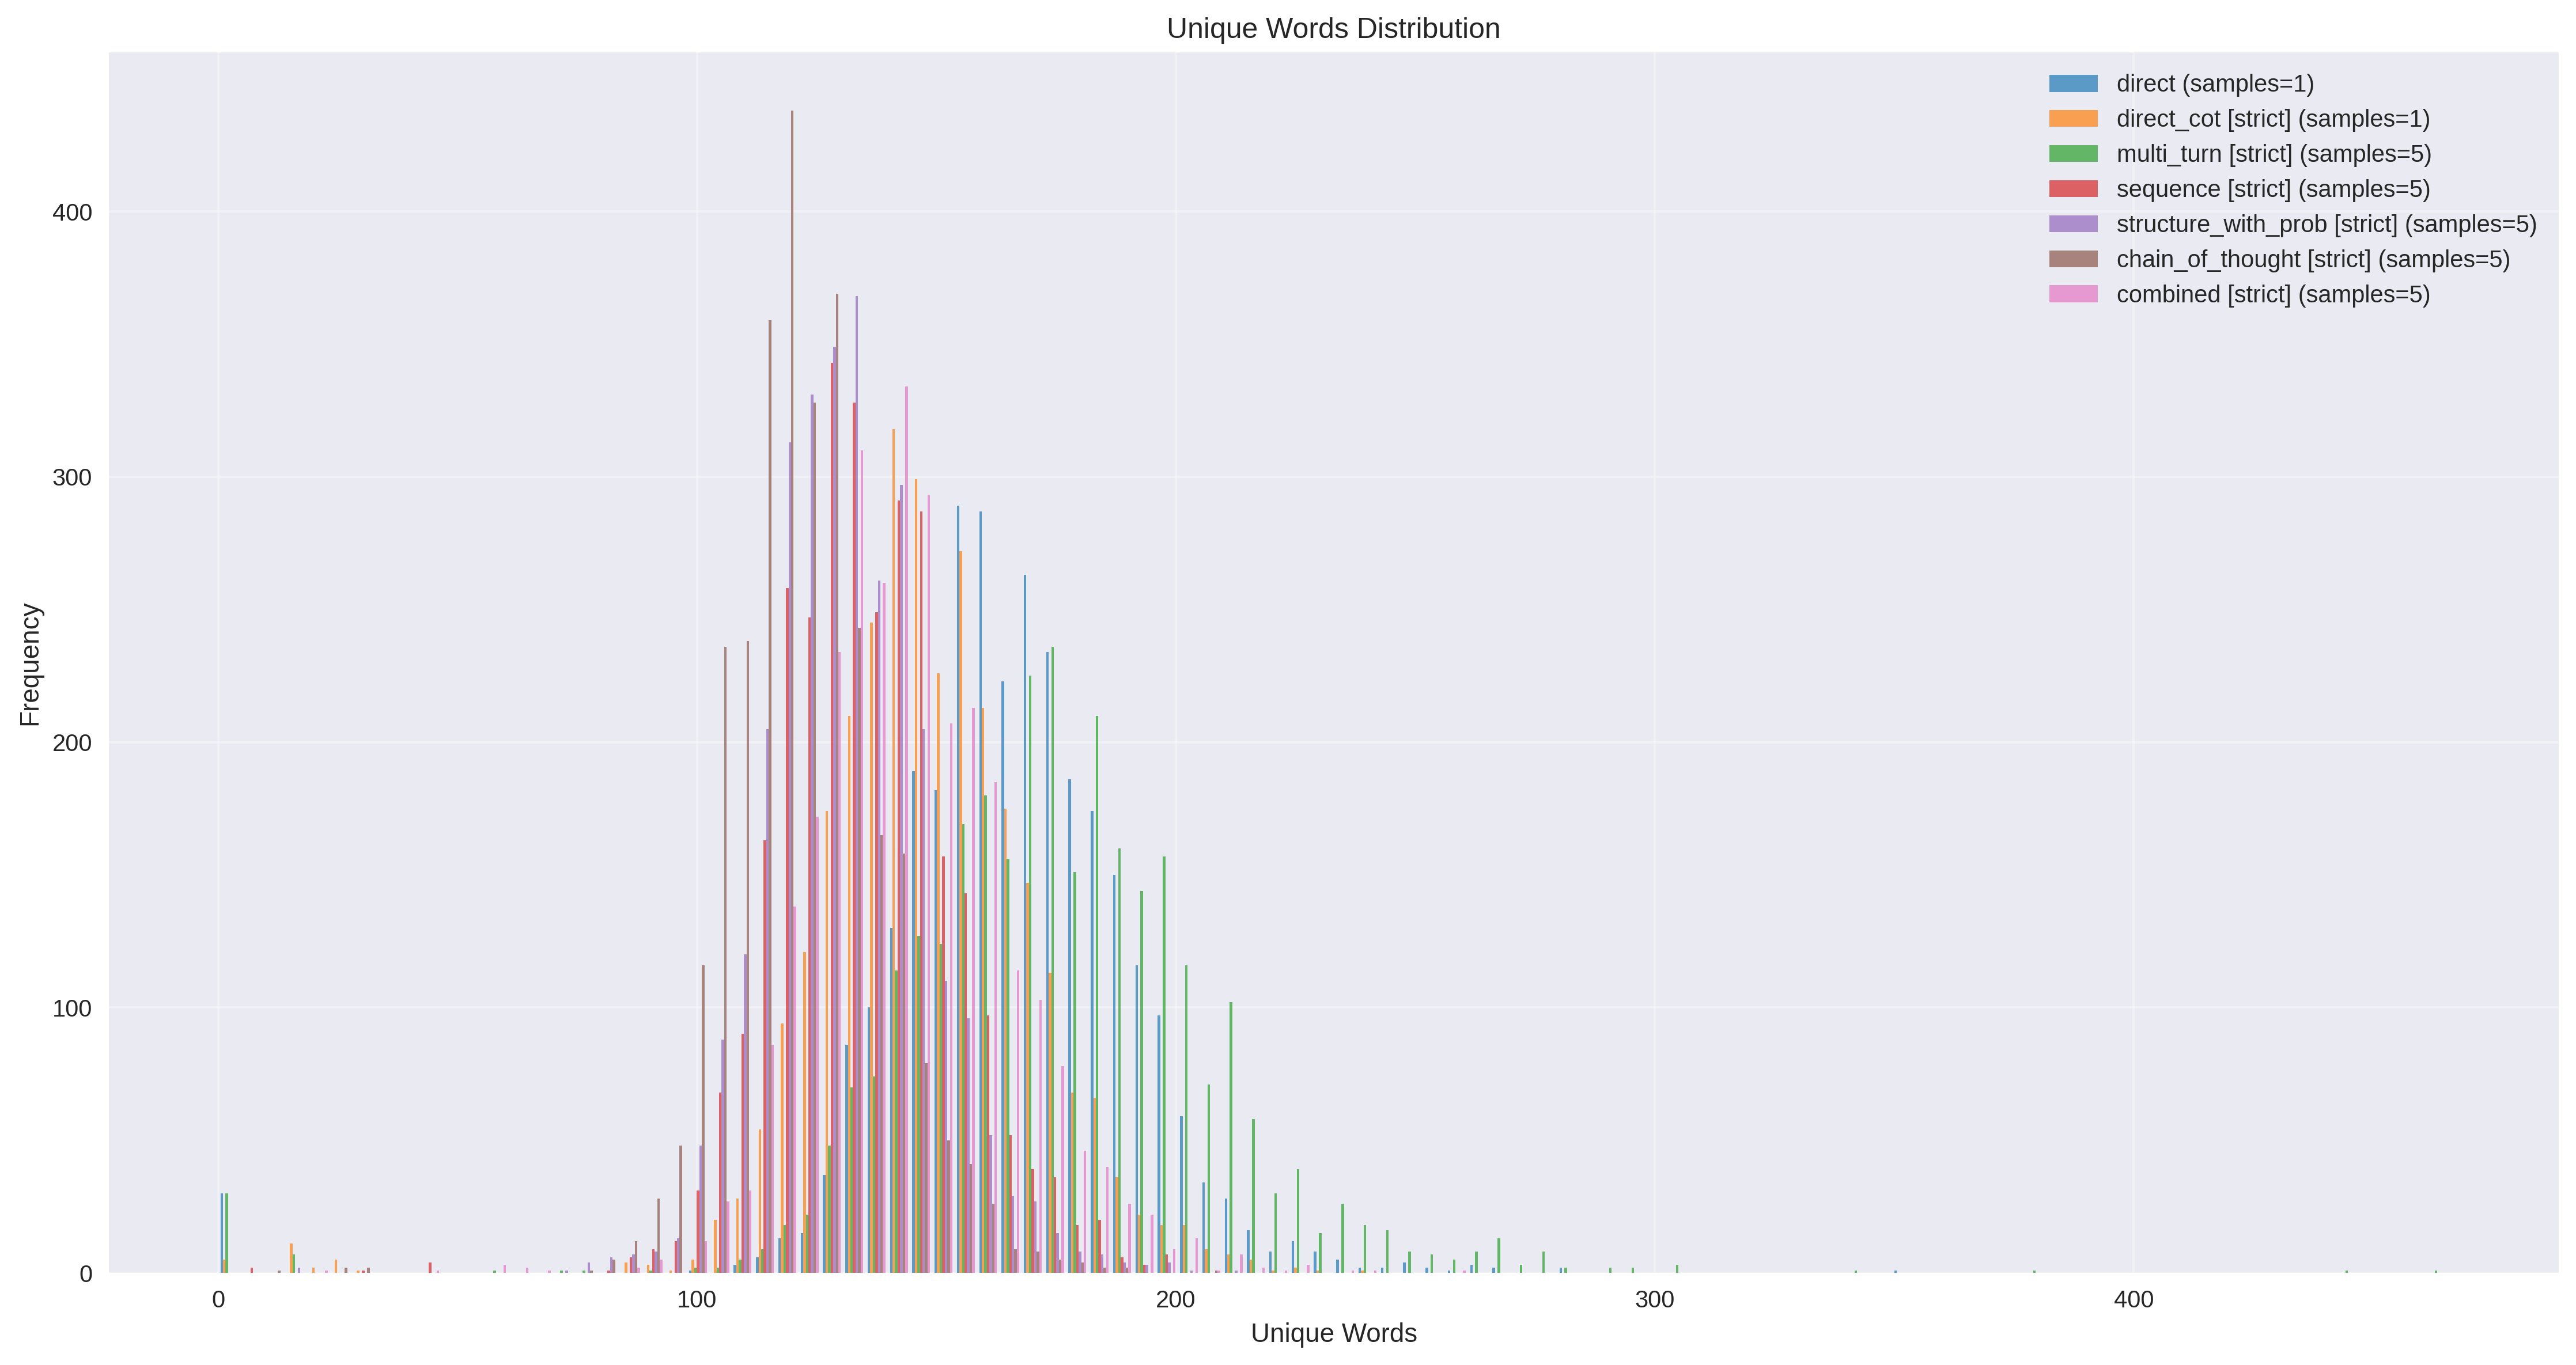 Unique Words Distribution
direct (samples=1)
direct_cot [strict] (samples=1)
multi_turn [strict] (samples=5)
sequence [strict] (samples=5)
structure_with_prob [strict] (samples=5)
chain_of_thought [strict] (samples=5)
combined [strict] (samples=5)
Frequency
400
300
200
100
0
0 100 200 300 400
Unique Words